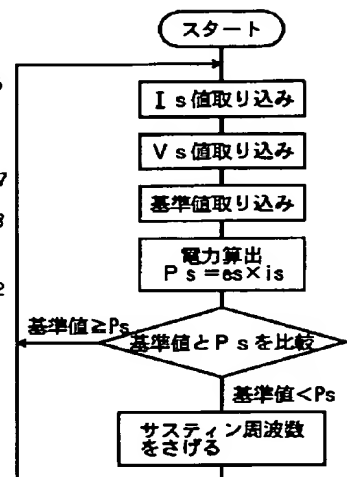 スタート
Ｉｓ値取り込み
Ｖｓ値取り込み
基準値取り込み
電力算出
Ｐｓ＝es×is
基準値≧Ps
基準値とＰｓを比較
基準値<Ps
サスティン周波数
をさげる